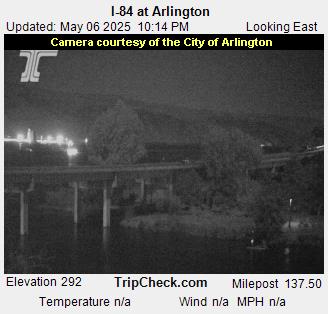 I-84 at Arlington
Updated: May 06 2025 10:14 PM Looking East
Camera courtesy of the City of Arlington
Elevation 292 TripCheck.com Milepost 137.50
Temperature n/a Wind n/a MPH n/a